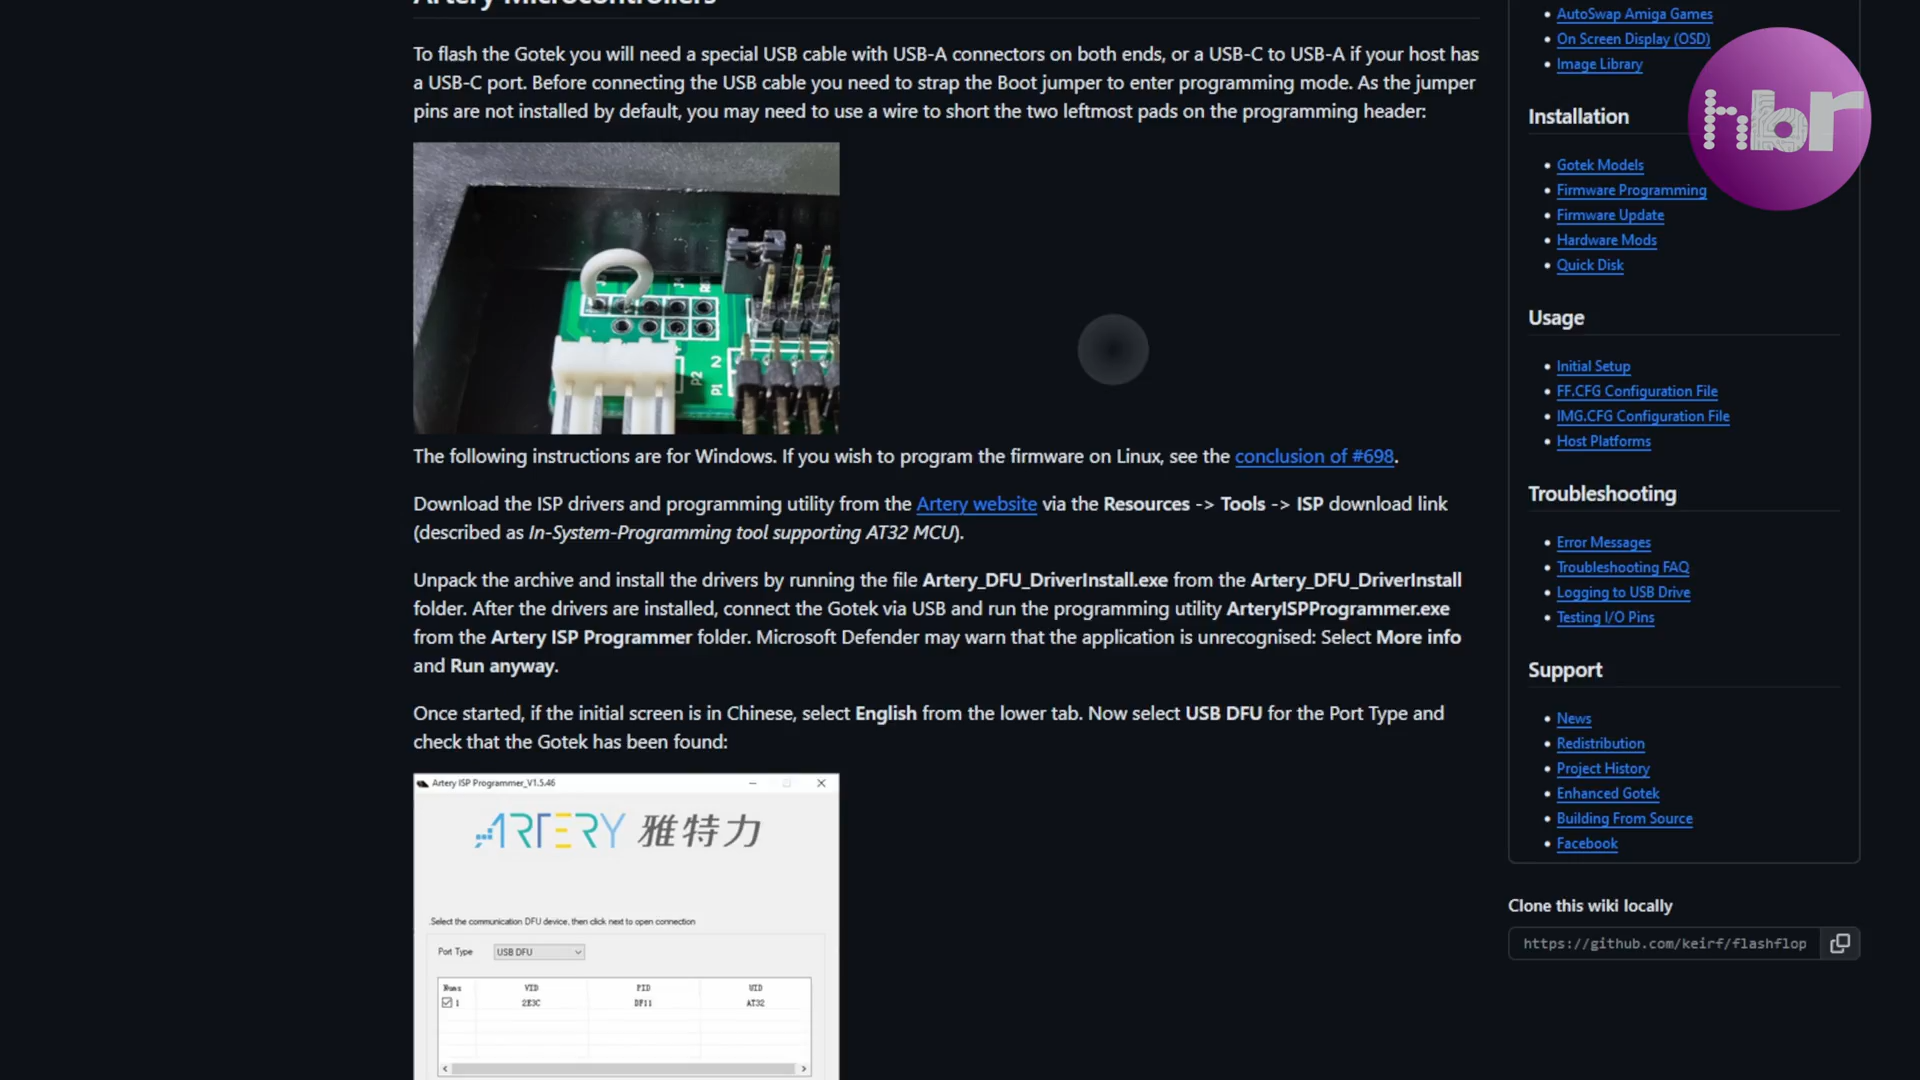 Artery Microcontrollers
To flash the Gotek you will need a special USB cable with USB-A connectors on both ends, or a USB-C to USB-A if your host has
a USB-C port. Before connecting the USB cable you need to strap the Boot jumper to enter programming mode. As the jumper
pins are not installed by default, you may need to use a wire to short the two leftmost pads on the programming header:
P2
2
P1
The following instructions are for Windows. If you wish to program the firmware on Linux, see the conclusion of #698.
Download the ISP drivers and programming utility from the Artery website via the Resources -> Tools -> ISP download link
(described as In-System-Programming tool supporting AT32 MCU).
Unpack the archive and install the drivers by running the file Artery_DFU_DriverInstall.exe from the Artery_DFU_DriverInstall
folder. After the drivers are installed, connect the Gotek via USB and run the programming utility ArteryISPProgrammer.exe
from the Artery ISP Programmer folder. Microsoft Defender may warn that the application is unrecognised: Select More info
and Run anyway.
Once started, if the initial screen is in Chinese, select English from the lower tab. Now select USB DFU for the Port Type and
check that the Gotek has been found:
Artery ISP Programmer_V1.5.46
ARTERY 雅特力
.Select the communication DFU device, then click next to open connection
Port Type USB DFU
Nums VID PID UID
1 2E3C DF11 AT32
AutoSwap Amiga Games
On Screen Display (OSD)
Image Library
hbr
Installation
Gotek Models
Firmware Programming
Firmware Update
Hardware Mods
Quick Disk
Usage
Initial Setup
FF.CFG Configuration File
IMG.CFG Configuration File
Host Platforms
Troubleshooting
Error Messages
Troubleshooting FAQ
Logging to USB Drive
Testing I/O Pins
Support
News
Redistribution
Project History
Enhanced Gotek
Building From Source
Facebook
Clone this wiki locally
https://github.com/keirf/flashflop